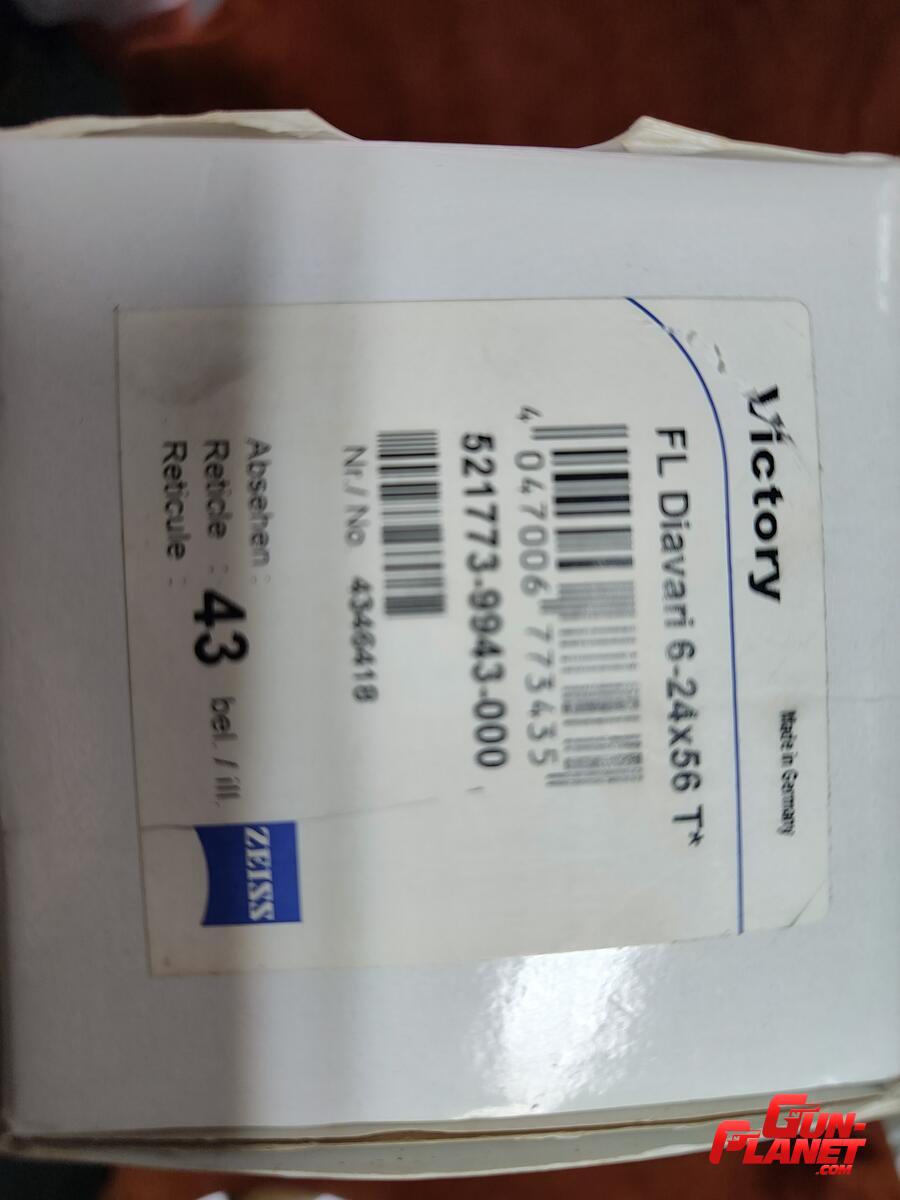 Victory
Made in Germany
FL Diavari 6-24x56 T*
4 047006 773435
521773-9943-000
Nr./ No. 4346418
Absehen :
Reticle : 43 bel. / ill.
Reticule :
ZEISS
GUN-
PLANET
.COM